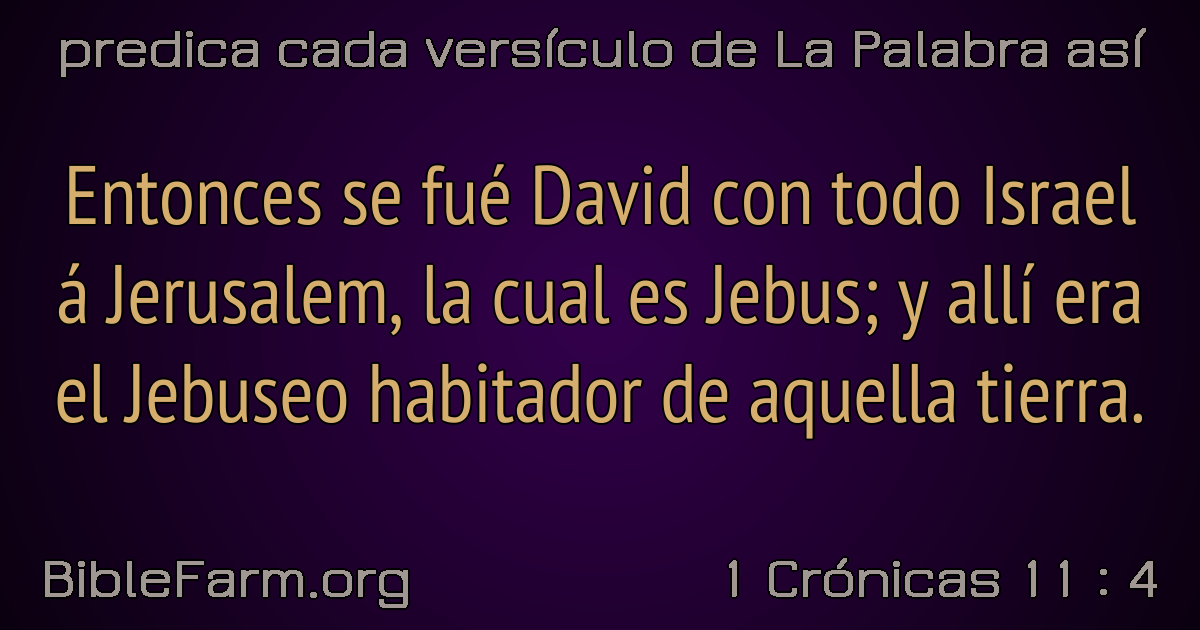 predica cada versículo de La Palabra así
Entonces se fué David con todo Israel
á Jerusalem, la cual es Jebus; y allí era
el Jebuseo habitador de aquella tierra.
BibleFarm.org
1 Crónicas 11 : 4